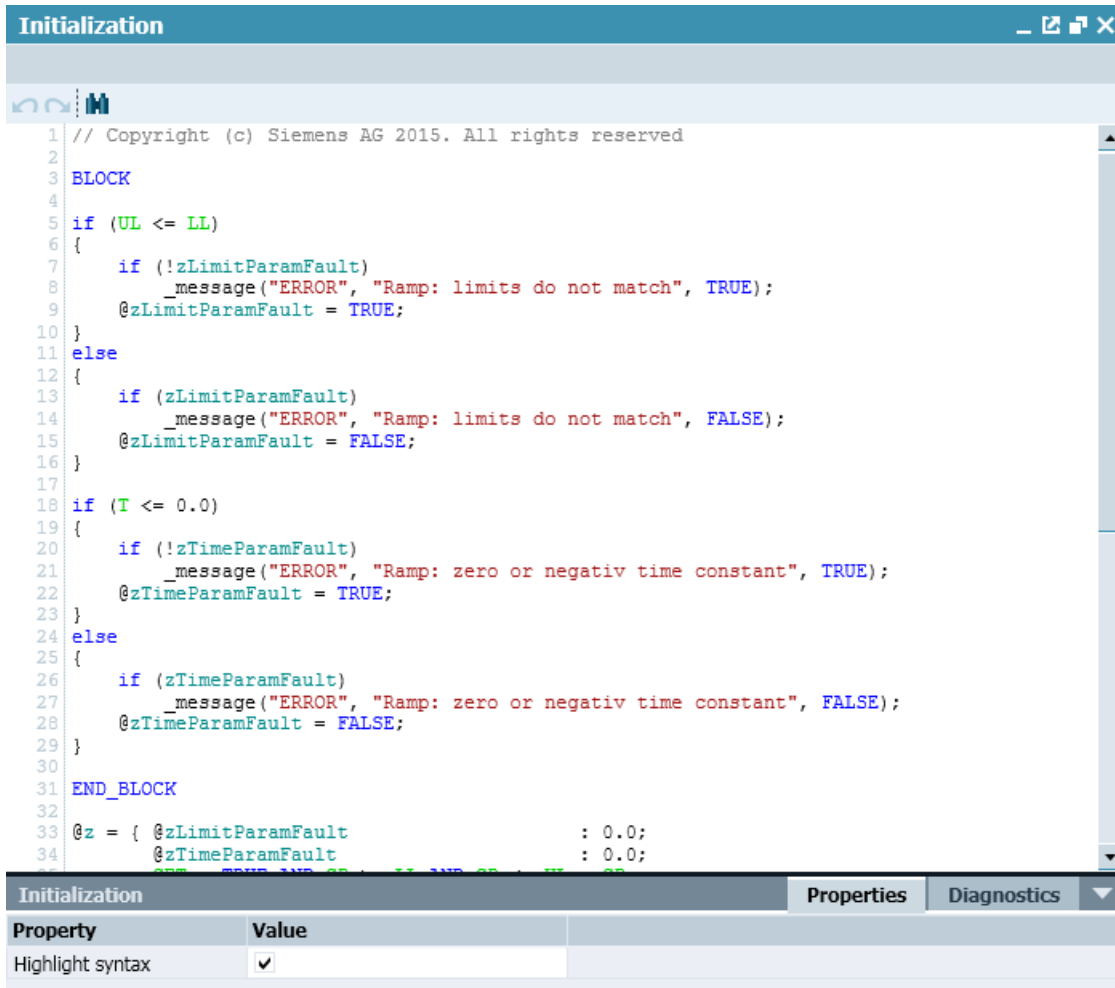 Initialization
1 // Copyright (c) Siemens AG 2015. All rights reserved
2
3 BLOCK
4
5 if (UL <= LL)
6 {
7 if (!zLimitParamFault)
8 _message("ERROR", "Ramp: limits do not match", TRUE);
9 @zLimitParamFault = TRUE;
10 }
11 else
12 {
13 if (zLimitParamFault)
14 _message("ERROR", "Ramp: limits do not match", FALSE);
15 @zLimitParamFault = FALSE;
16 }
17
18 if (T <= 0.0)
19 {
20 if (!zTimeParamFault)
21 _message("ERROR", "Ramp: zero or negativ time constant", TRUE);
22 @zTimeParamFault = TRUE;
23 }
24 else
25 {
26 if (zTimeParamFault)
27 _message("ERROR", "Ramp: zero or negativ time constant", FALSE);
28 @zTimeParamFault = FALSE;
29 }
30
31 END_BLOCK
32
33 @z = { @zLimitParamFault : 0.0;
34 @zTimeParamFault : 0.0;
Initialization Properties Diagnostics
Property Value
Highlight syntax